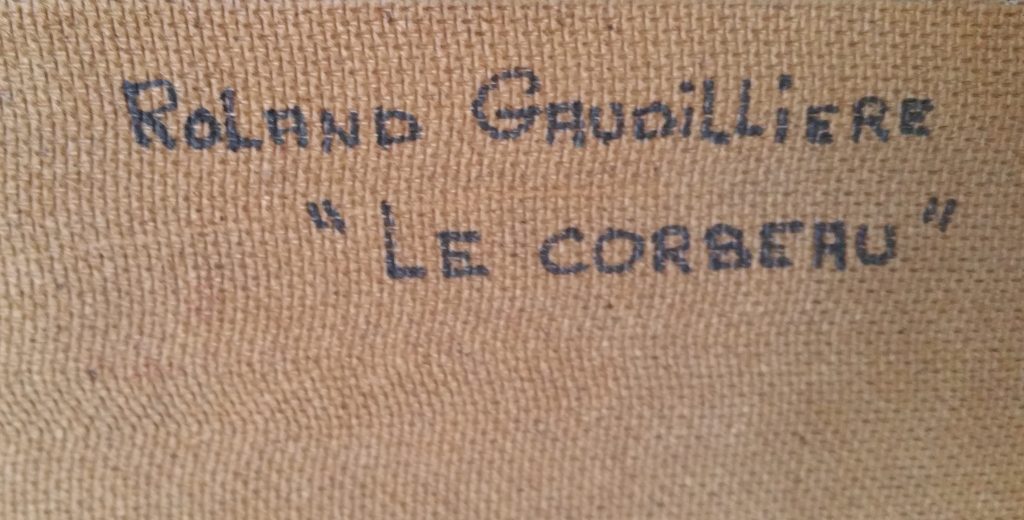 Roland Gaudilliere
"Le corbeau"